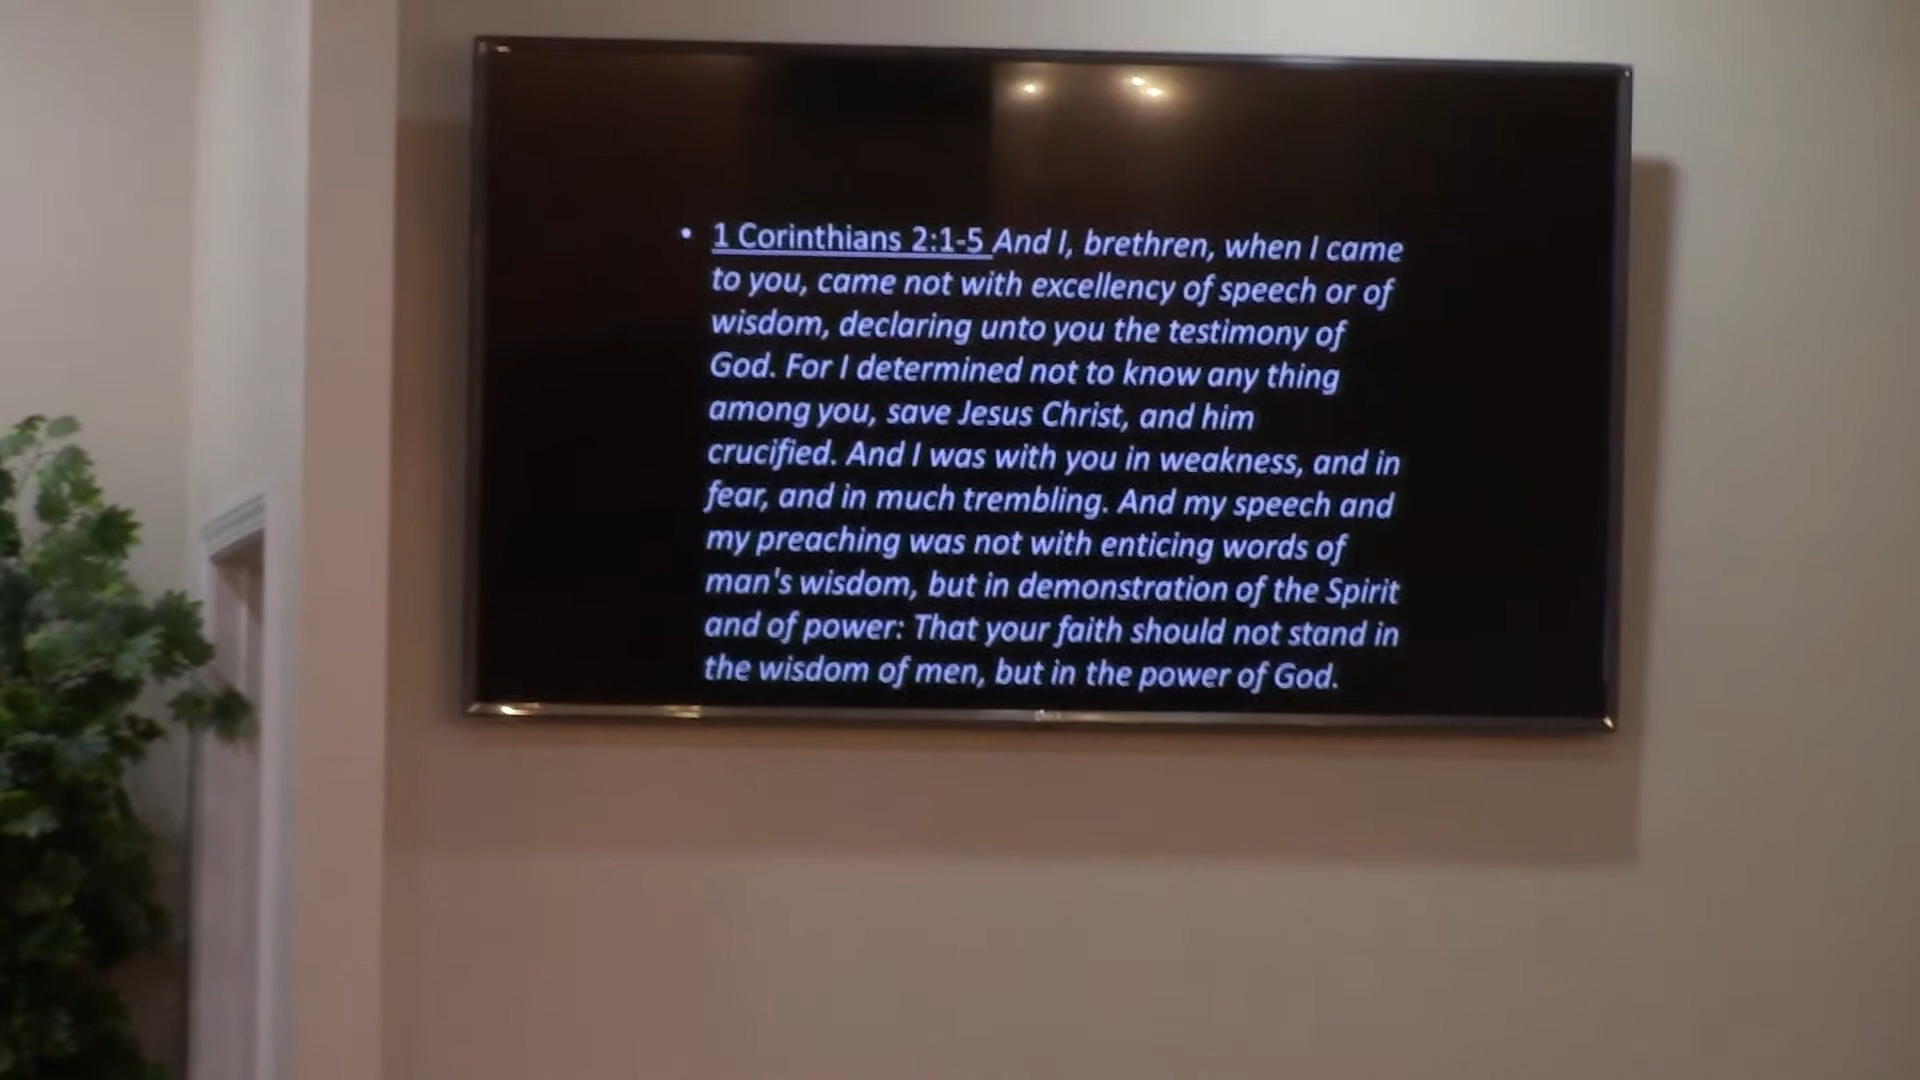 • 1 Corinthians 2:1-5 And I, brethren, when I came
to you, came not with excellency of speech or of
wisdom, declaring unto you the testimony of
God. For I determined not to know any thing
among you, save Jesus Christ, and him
crucified. And I was with you in weakness, and in
fear, and in much trembling. And my speech and
my preaching was not with enticing words of
man's wisdom, but in demonstration of the Spirit
and of power: That your faith should not stand in
the wisdom of men, but in the power of God.